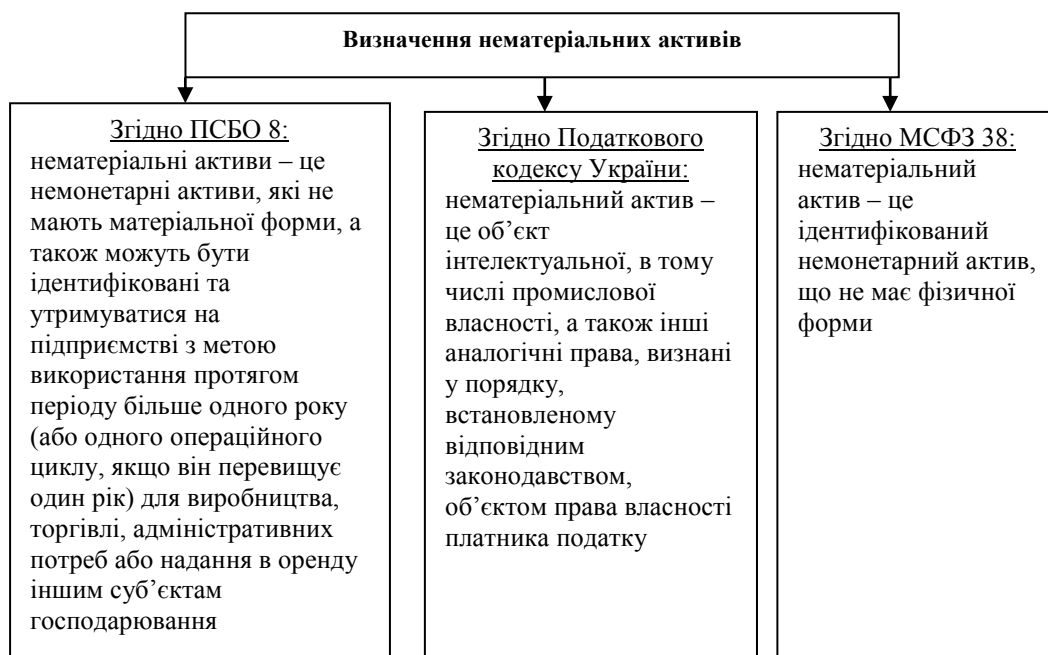 Визначення нематеріальних активів
Згідно ПСБО 8:
нематеріальні активи – це
немонетарні активи, які не
мають матеріальної форми, а
також можуть бути
ідентифіковані та
утримуватися на
підприємстві з метою
використання протягом
періоду більше одного року
(або одного операційного
циклу, якщо він перевищує
один рік) для виробництва,
торгівлі, адміністративних
потреб або надання в оренду
іншим суб’єктам
господарювання
Згідно Податкового
кодексу України:
нематеріальний актив –
це об’єкт
інтелектуальної, в тому
числі промислової
власності, а також інші
аналогічні права, визнані
у порядку,
встановленому
відповідним
законодавством,
об’єктом права власності
платника податку
Згідно МСФЗ 38:
нематеріальний
актив – це
ідентифікований
немонетарний актив,
що не має фізичної
форми